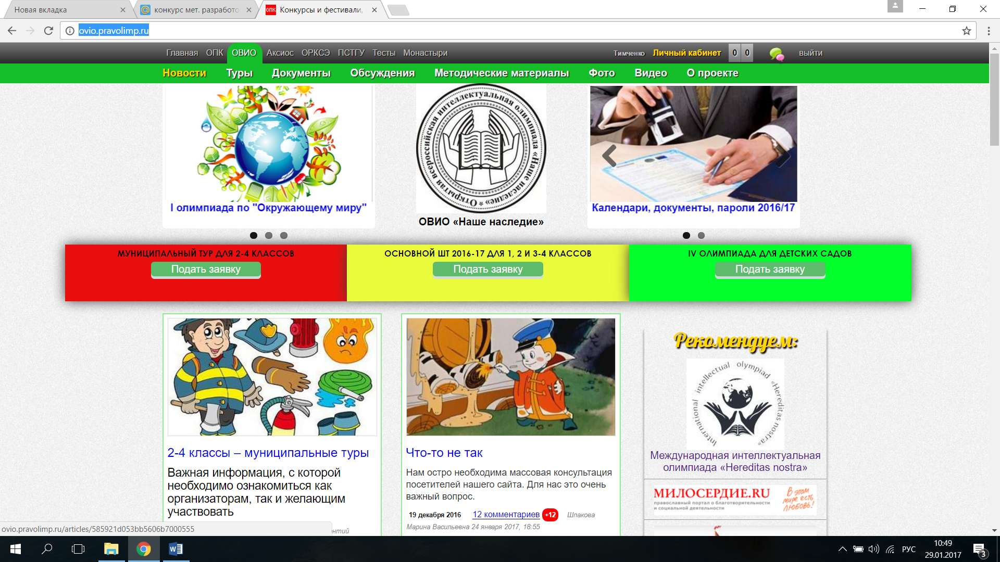 Новая вкладка
конкурс мет. разработо
ОПК Конкурсы и фестивали,
ovio.pravolimp.ru
Главная ОПК ОВИО Аксиос ОРКСЭ ПСТГУ Тесты Монастыри
Тимченко Личный кабинет 0 0 выйти
Новости Туры Документы Обсуждения Методические материалы Фото Видео О проекте
I олимпиада по "Окружающему миру"
* Открытая всероссийская интеллектуальная олимпиада «Наше наследие»
ОВИО «Наше наследие»
Календари, документы, пароли 2016/17
МУНИЦИПАЛЬНЫЙ ТУР ДЛЯ 2-4 КЛАССОВ
Подать заявку
ОСНОВНОЙ ШТ 2016-17 ДЛЯ 1, 2 И 3-4 КЛАССОВ
Подать заявку
IV ОЛИМПИАДА ДЛЯ ДЕТСКИХ САДОВ
Подать заявку
2-4 классы – муниципальные туры
Важная информация, с которой
необходимо ознакомиться как
организаторам, так и желающим
участвовать
ентий
Что-то не так
Нам остро необходима массовая консультация
посетителей нашего сайта. Для нас это очень
важный вопрос.
19 декабря 2016 12 комментариев +12 Шпакова
Марина Васильевна 24 января 2017, 18:55
Рекомендуем:
International intellectual olympiad «Hereditas nostra»
Международная интеллектуальная
олимпиада «Hereditas nostra»
МИЛОСЕРДИЕ.RU
православный портал о благотворительности
и социальной деятельности
В этом
мире есть
ЛЮБОВЬ!
ovio.pravolimp.ru/articles/585921d053bb5606b7000555
РУС
10:49
29.01.2017
3